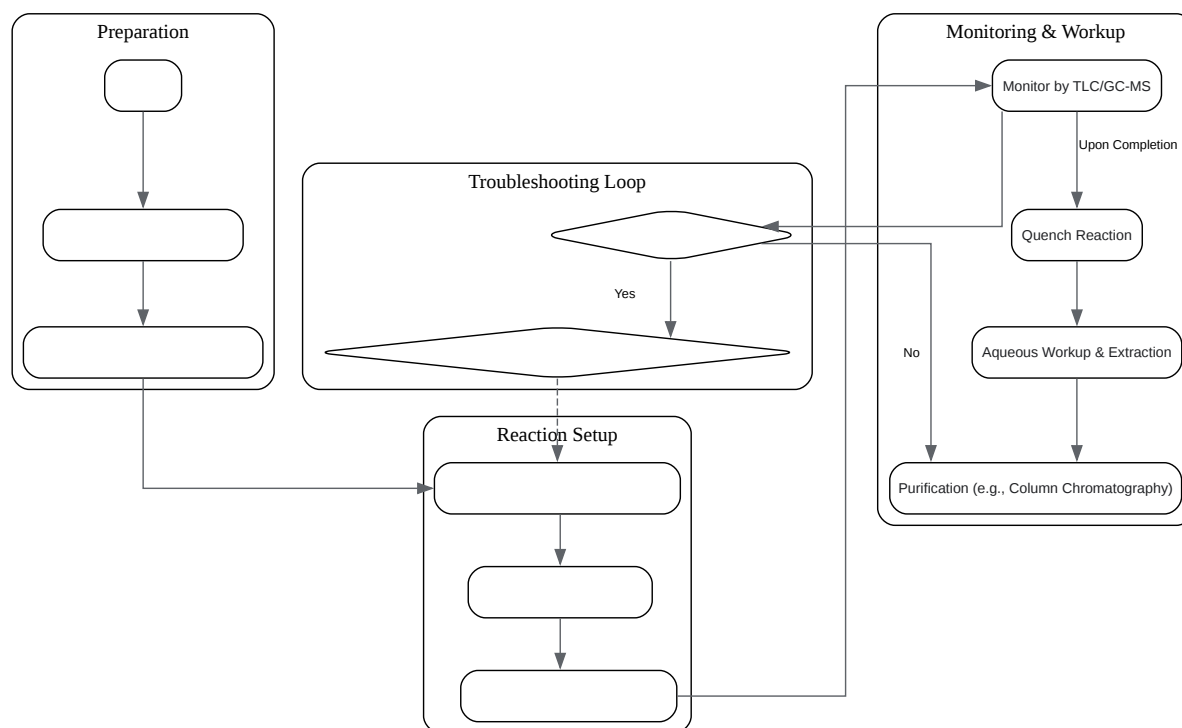 Preparation
Monitoring & Workup
Monitor by TLC/GC-MS
Upon Completion
Troubleshooting Loop
Quench Reaction
Yes
No
Aqueous Workup & Extraction
Reaction Setup
Purification (e.g., Column Chromatography)